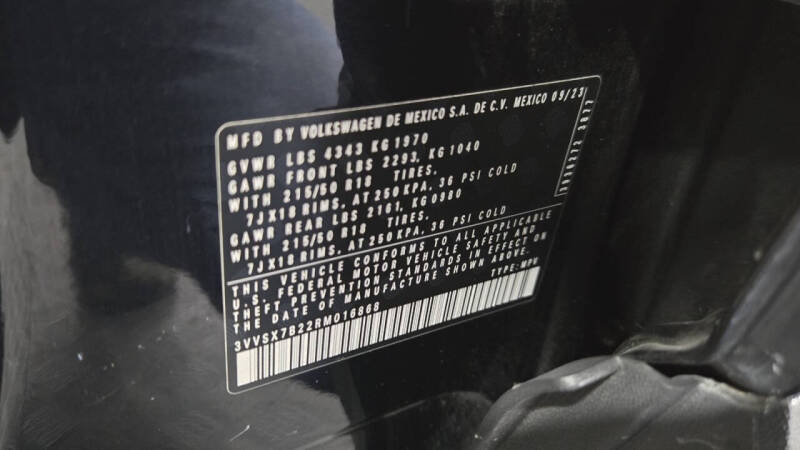 MFD BY VOLKSWAGEN DE MEXICO S.A. DE C.V. MEXICO 09/23
GVWR LBS 4343 KG 1970
GAWR FRONT LBS 2293, KG 1040
WITH 215/50 R18 TIRES,
7JX18 RIMS, AT 250 KPA, 36 PSI COLD
GAWR REAR LBS 2161, KG 0980
WITH 215/50 R18 TIRES,
7JX18 RIMS, AT 250 KPA, 36 PSI COLD
THIS VEHICLE CONFORMS TO ALL APPLICABLE
U.S. FEDERAL MOTOR VEHICLE SAFETY AND
THEFT PREVENTION STANDARDS IN EFFECT ON
THE DATE OF MANUFACTURE SHOWN ABOVE.
3VVSX7B22RM016868 TYPE: MPV